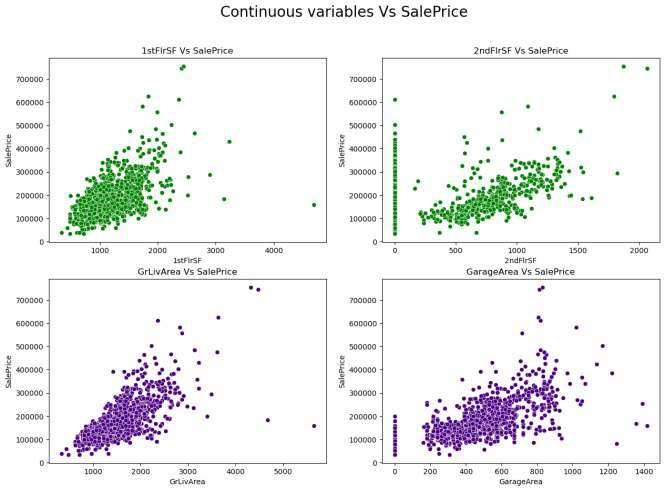 Continuous variables Vs SalePrice
1stFlrSF Vs SalePrice
700000
600000
500000
400000
300000
200000
100000
0
SalePrice
1000 2000 3000 4000
1stFlrSF
2ndFlrSF Vs SalePrice
700000
600000
500000
400000
300000
200000
100000
0
SalePrice
0 500 1000 1500 2000
2ndFlrSF
GrLivArea Vs SalePrice
700000
600000
500000
400000
300000
200000
100000
0
SalePrice
1000 2000 3000 4000 5000
GrLivArea
GarageArea Vs SalePrice
700000
600000
500000
400000
300000
200000
100000
0
SalePrice
0 200 400 600 800 1000 1200 1400
GarageArea